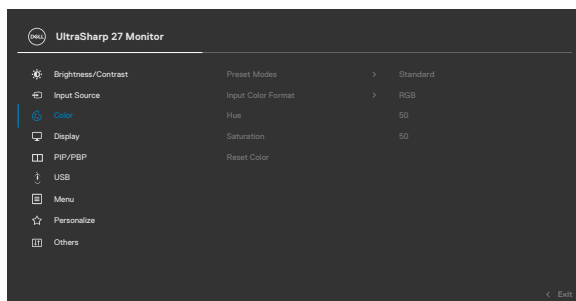 DELL UltraSharp 27 Monitor
Brightness/Contrast Preset Modes > Standard
Input Source Input Color Format > RGB
Color Hue 50
Display Saturation 50
PIP/PBP Reset Color
USB
Menu
Personalize
Others
< Exit